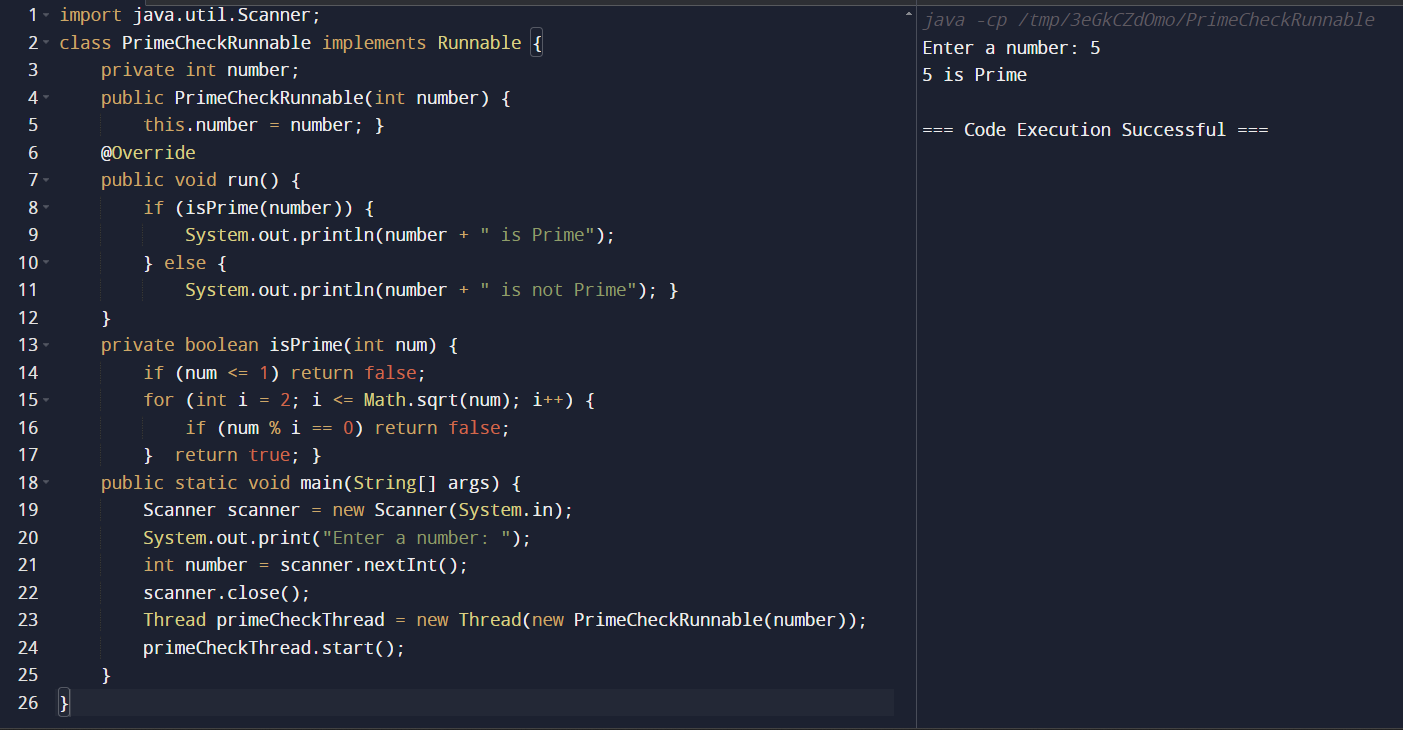 1 import java.util.Scanner;
2 class PrimeCheckRunnable implements Runnable {
3     private int number;
4     public PrimeCheckRunnable(int number) {
5         this.number = number; }
6     @Override
7     public void run() {
8         if (isPrime(number)) {
9             System.out.println(number + " is Prime");
10         } else {
11             System.out.println(number + " is not Prime"); }
12     }
13     private boolean isPrime(int num) {
14         if (num <= 1) return false;
15         for (int i = 2; i <= Math.sqrt(num); i++) {
16             if (num % i == 0) return false;
17         }  return true; }
18     public static void main(String[] args) {
19         Scanner scanner = new Scanner(System.in);
20         System.out.print("Enter a number: ");
21         int number = scanner.nextInt();
22         scanner.close();
23         Thread primeCheckThread = new Thread(new PrimeCheckRunnable(number));
24         primeCheckThread.start();
25     }
26 }
java -cp /tmp/3eGkCZdOmo/PrimeCheckRunnable
Enter a number: 5
5 is Prime
=== Code Execution Successful ===